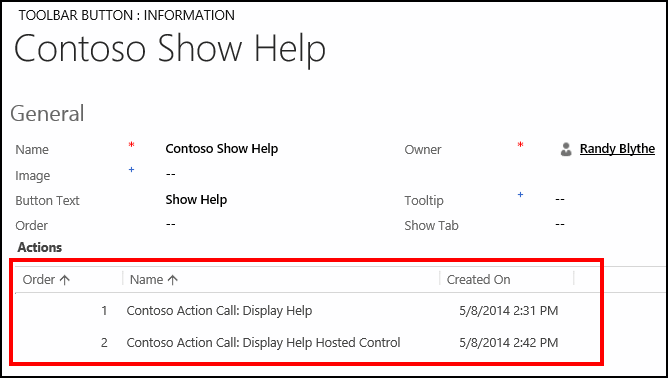 TOOLBAR BUTTON : INFORMATION
Contoso Show Help
General
Name * Contoso Show Help Owner * Randy Blythe
Image + --
Button Text Show Help Tooltip + --
Order -- Show Tab --
Actions
Order ↑ Name ↑ Created On
1 Contoso Action Call: Display Help 5/8/2014 2:31 PM
2 Contoso Action Call: Display Help Hosted Control 5/8/2014 2:42 PM